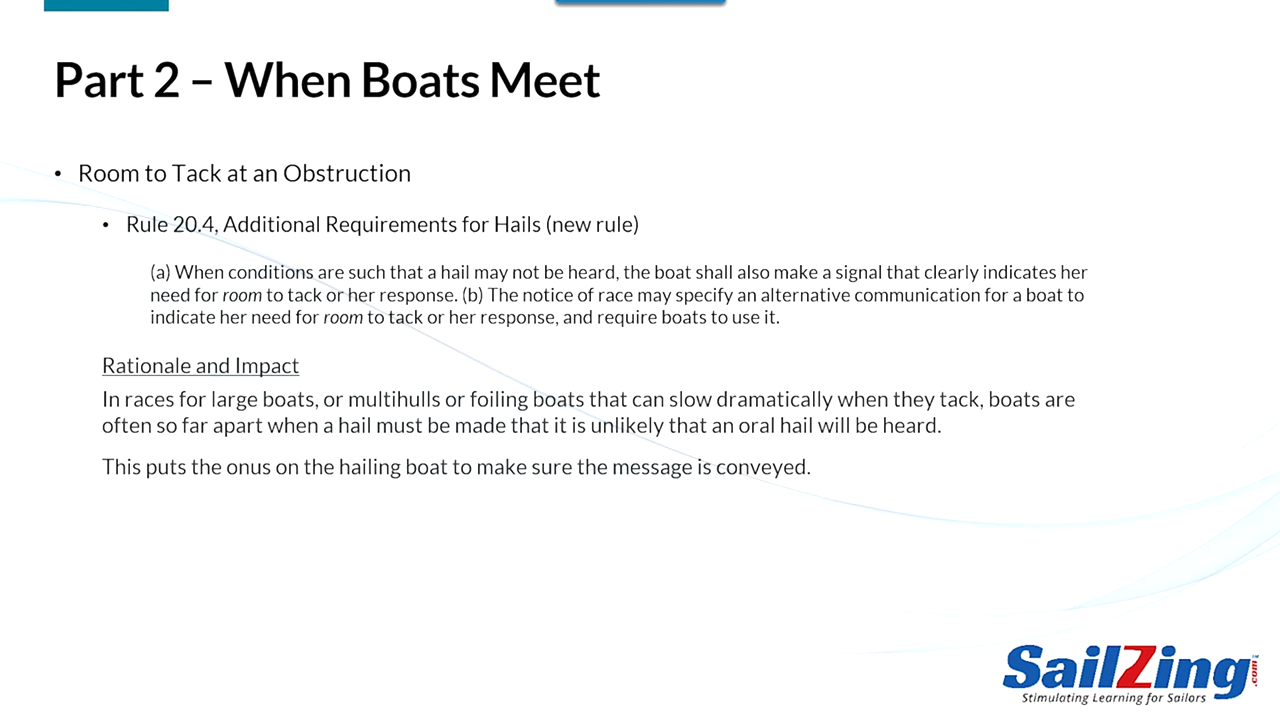 Part 2 – When Boats Meet
• Room to Tack at an Obstruction
• Rule 20.4, Additional Requirements for Hails (new rule)
(a) When conditions are such that a hail may not be heard, the boat shall also make a signal that clearly indicates her
need for room to tack or her response. (b) The notice of race may specify an alternative communication for a boat to
indicate her need for room to tack or her response, and require boats to use it.
Rationale and Impact
In races for large boats, or multihulls or foiling boats that can slow dramatically when they tack, boats are
often so far apart when a hail must be made that it is unlikely that an oral hail will be heard.
This puts the onus on the hailing boat to make sure the message is conveyed.
SailZing.com™
Stimulating Learning for Sailors